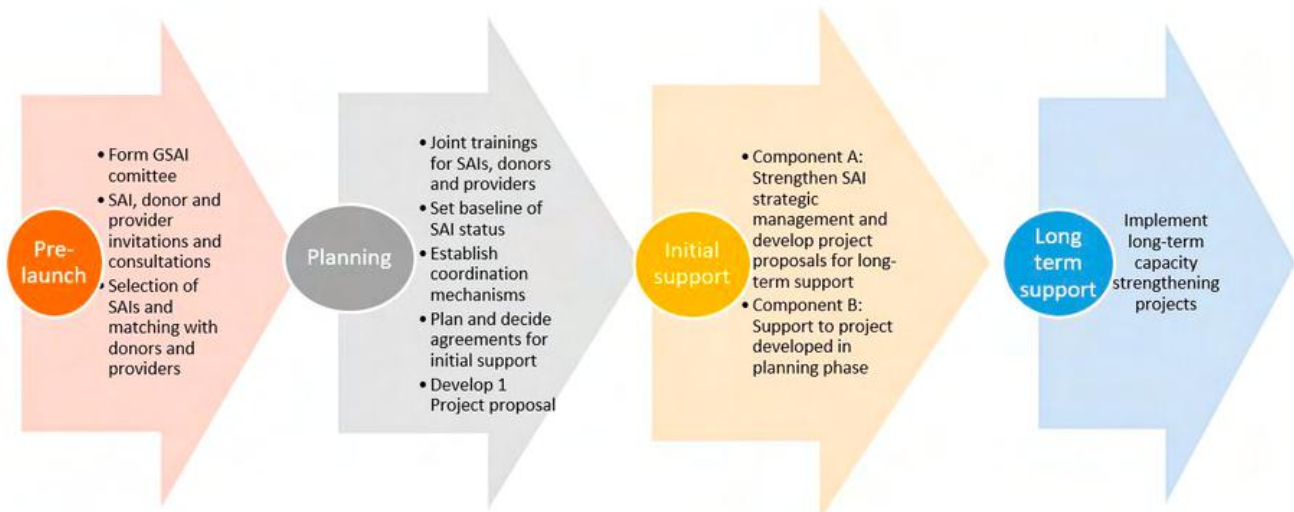 Pre-
launch
• Form GSAI
comittee
• SAI, donor and
provider
invitations and
consultations
• Selection of
SAIs and
matching with
donors and
providers
Planning
• Joint trainings
for SAIs, donors
and providers
• Set baseline of
SAI status
• Establish
coordination
mechanisms
• Plan and decide
agreements for
initial support
• Develop 1
Project proposal
Initial
support
• Component A:
Strengthen SAI
strategic
management and
develop project
proposals for long-
term support
• Component B:
Support to project
developed in
planning phase
Long
term
support
Implement
long-term
capacity
strengthening
projects